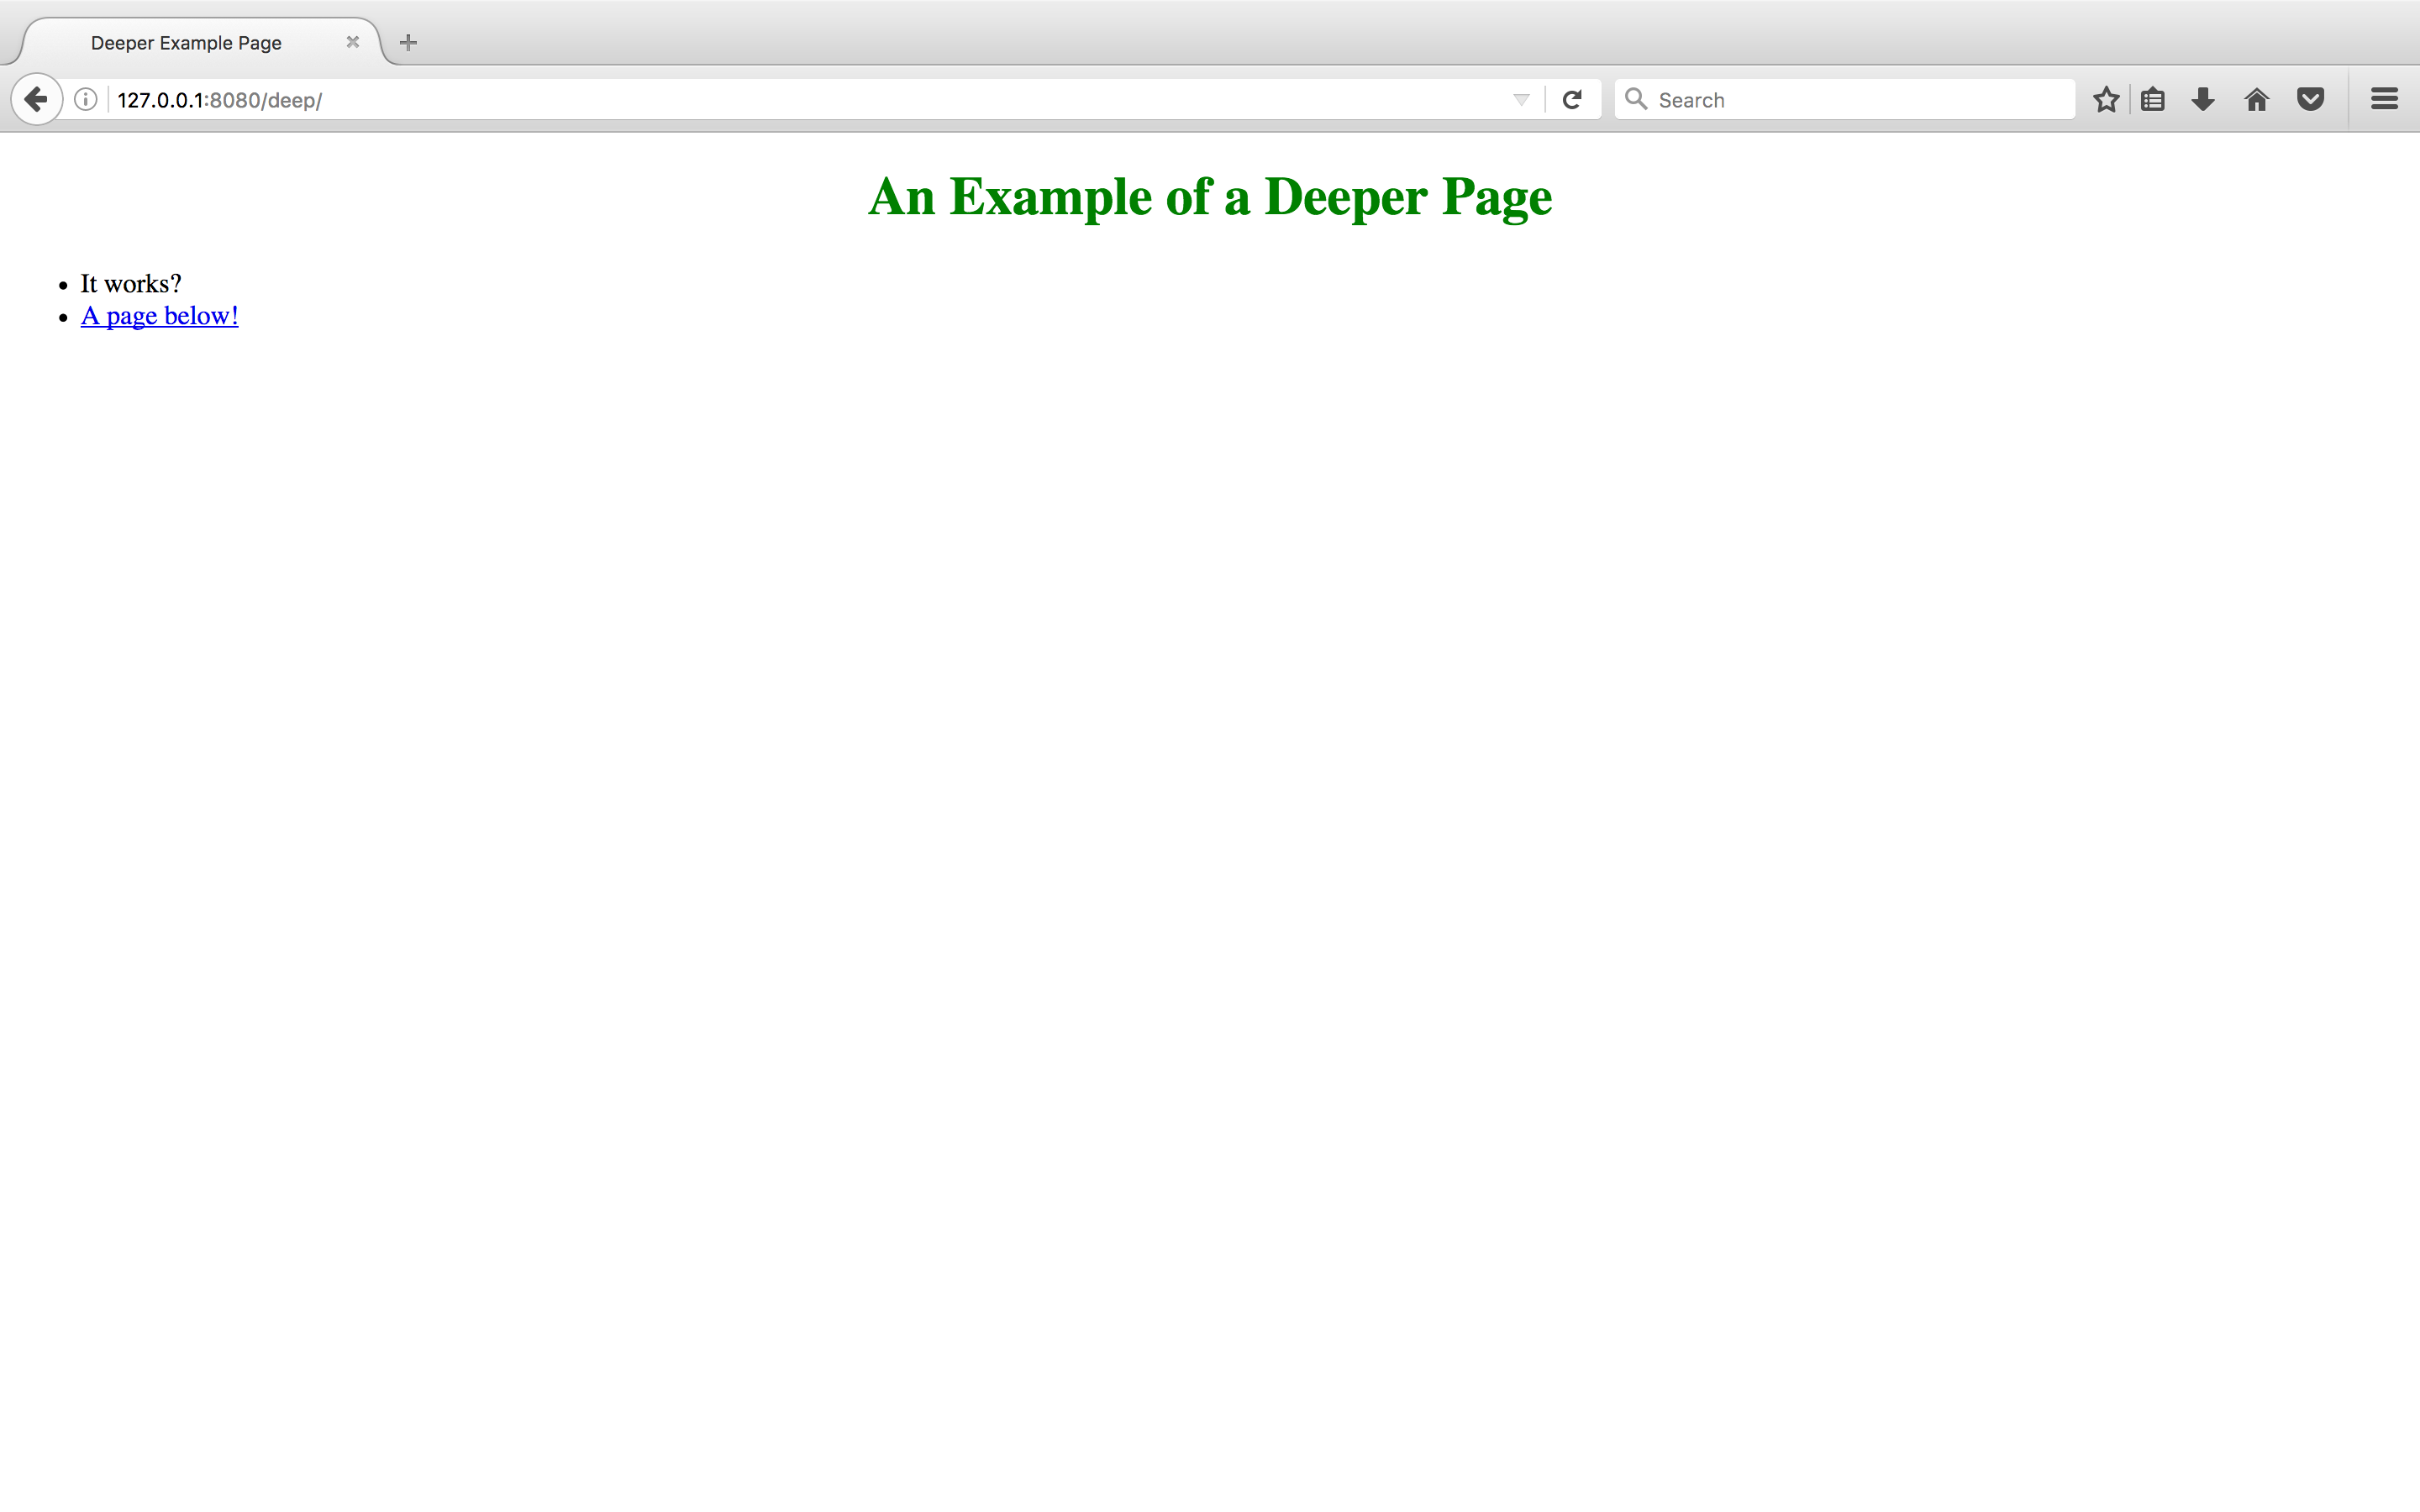 Deeper Example Page
127.0.0.1:8080/deep/
Search
An Example of a Deeper Page
It works?
A page below!